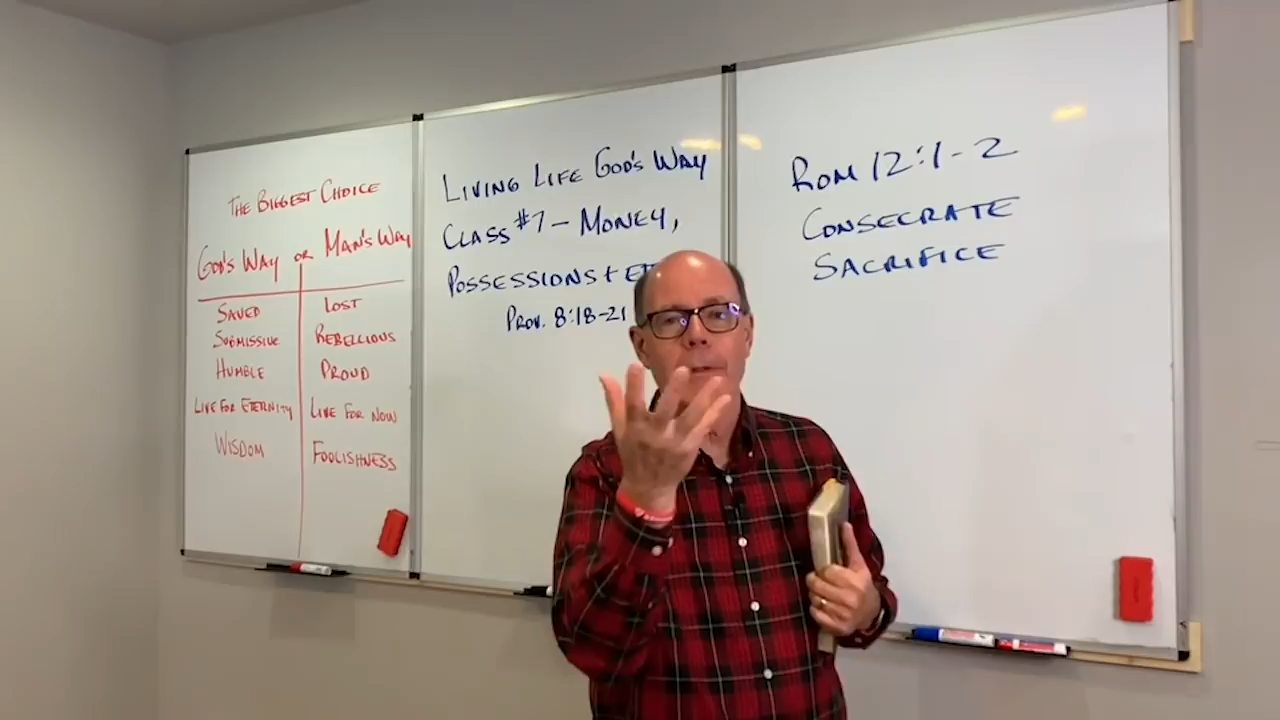 THE BIGGEST CHOICE
GOD'S WAY OR MAN'S WAY
SAVED LOST
SUBMISSIVE REBELLIOUS
HUMBLE PROUD
LIVE FOR ETERNITY LIVE FOR NOW
WISDOM FOOLISHNESS
LIVING LIFE GOD'S WAY
CLASS #7 - MONEY,
POSSESSIONS +
PROV. 8:18-21
ROM 12:1-2
CONSECRATE
SACRIFICE